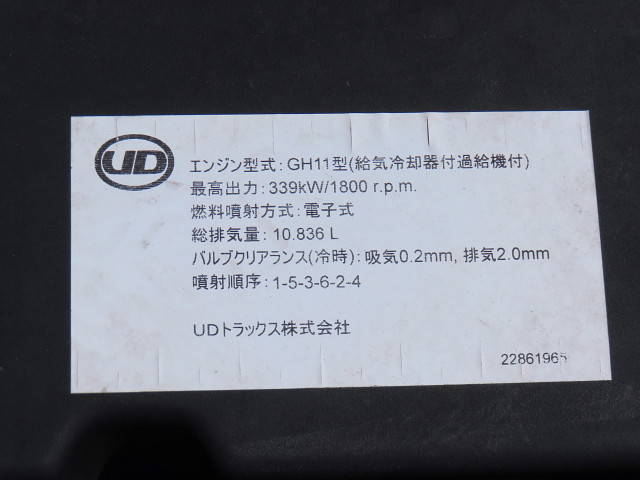 UD
エンジン型式: GH11型(給気冷却器付過給機付)
最高出力: 339kW/1800 r.p.m.
燃料噴射方式: 電子式
総排気量: 10.836 L
バルブクリアランス(冷時): 吸気0.2mm, 排気2.0mm
噴射順序: 1-5-3-6-2-4
UDトラックス株式会社
22861965